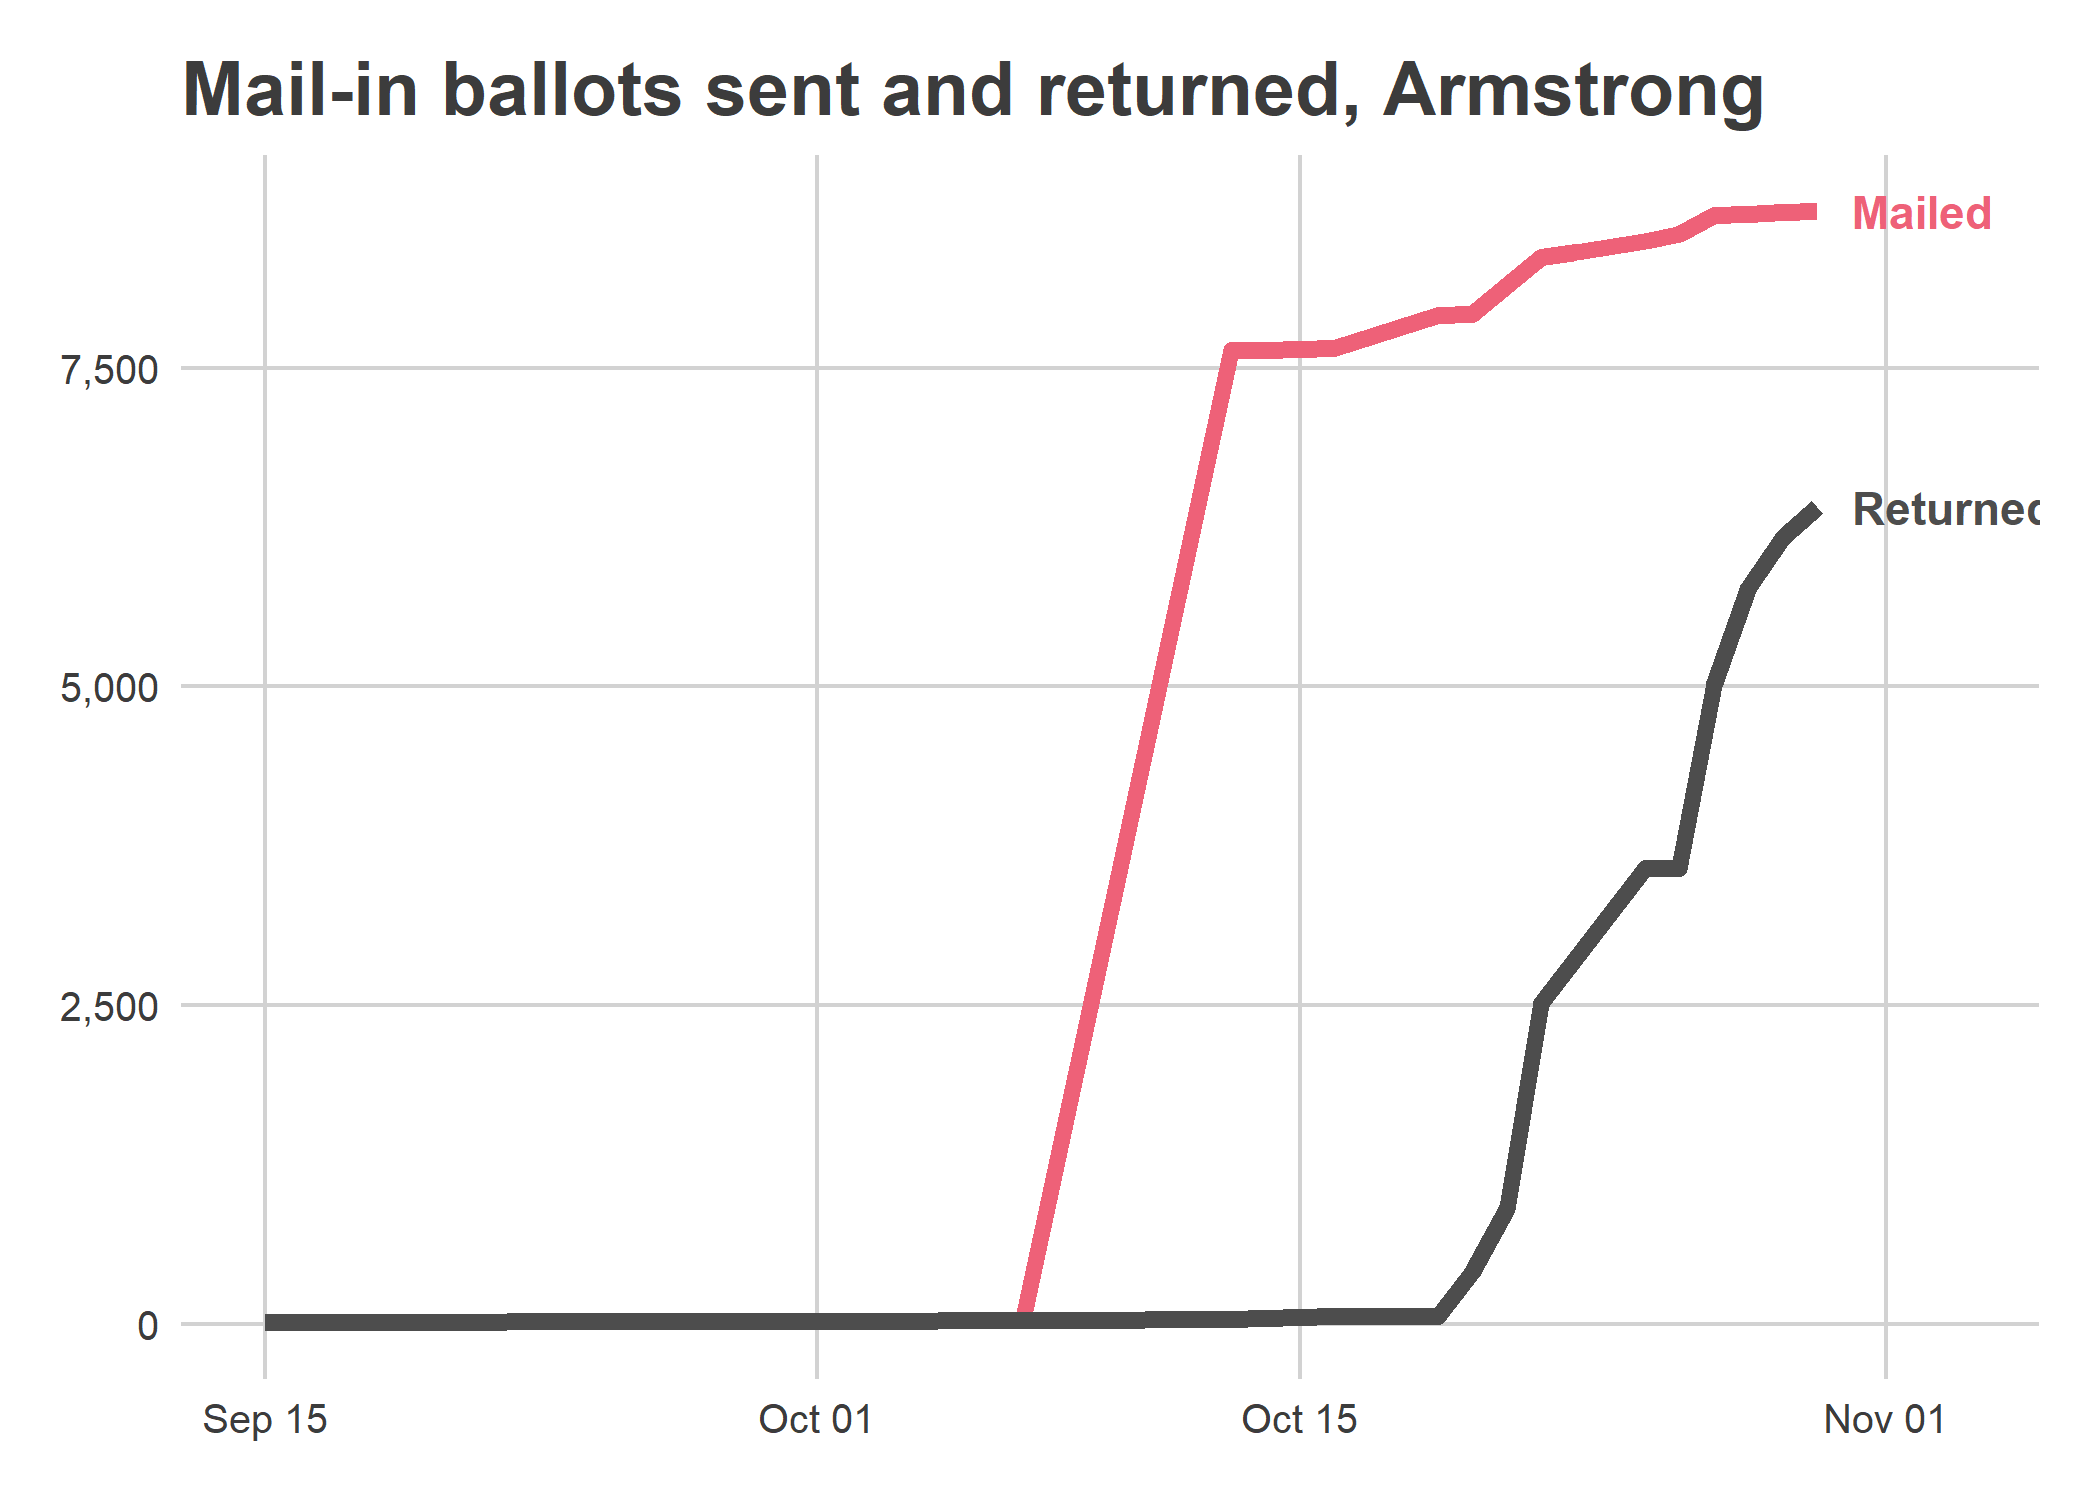 Mail-in ballots sent and returned, Armstrong
Mailed
7,500
Returned
5,000
2,500
0
Sep 15 Oct 01 Oct 15 Nov 01